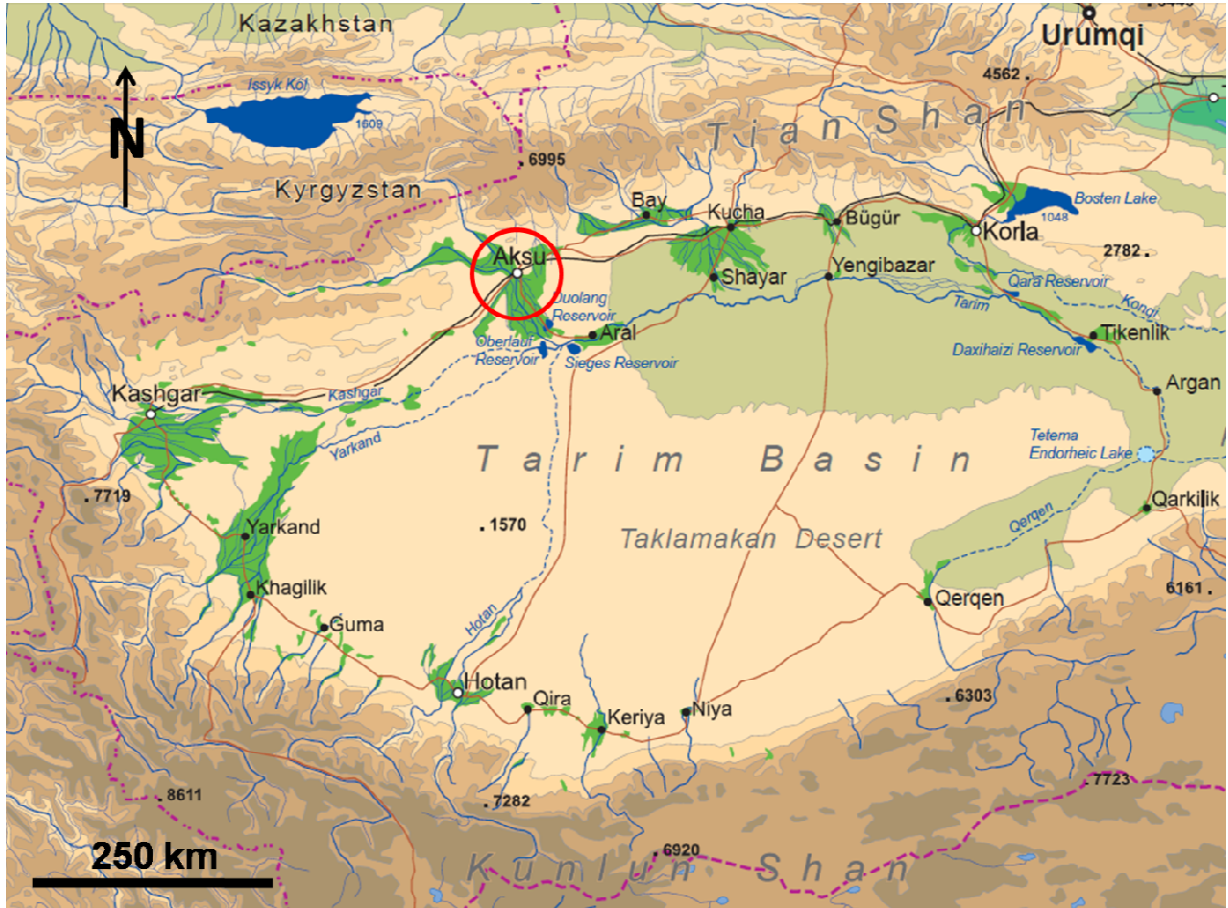 Kazakhstan
Urumqi
4562
Issyk Köl
1609
N
Tian Shan
6995
Kyrgyzstan
Bay
Kucha
Bügür
Korla
Bosten Lake
1048
2782
Aksu
Shayar
Yengibazar
Qara Reservoir
Tarim
Konqi
Duolang
Reservoir
Aral
Oberlauf
Reservoir
Sieges Reservoir
Tikenlik
Daxihaizi Reservoir
Kashgar
Kashgar
Argan
Yarkand
Tarim Basin
Tetema
Endorheic Lake
7719
1570
Taklamakan Desert
Qerqen
Qarkilik
Yarkand
Khagilik
Guma
Hotan
Qerqen
6161
Hotan
Qira
Keriya
Niya
6303
8611
7282
7723
250 km
6920
Kumlun Shan